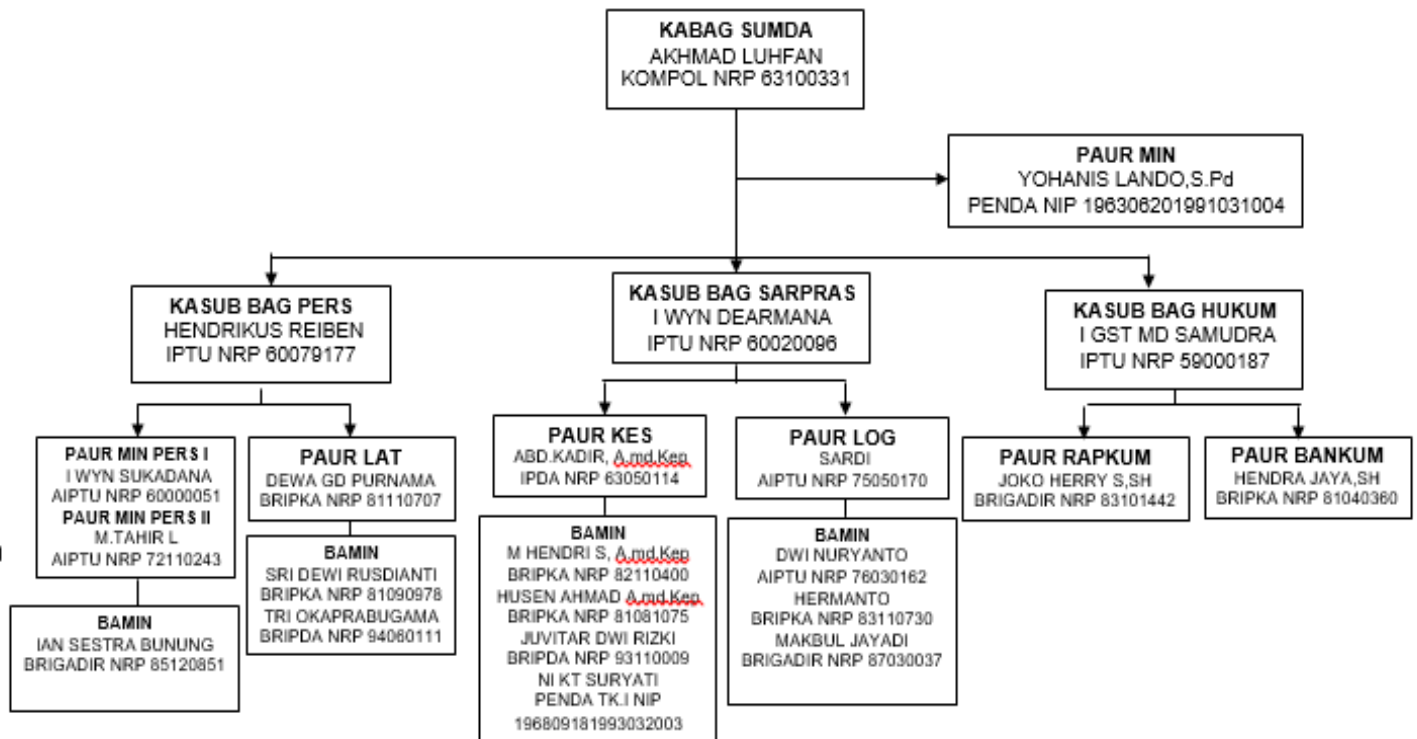 KABAG SUMDA
AKHMAD LUHFAN
KOMPOL NRP 63100331
PAUR MIN
YOHANIS LANDO,S.Pd
PENDA NIP 196306201991031004
KASUB BAG PERS
HENDRIKUS REIBEN
IPTU NRP 60079177
KASUB BAG SARPRAS
I WYN DEARMANA
IPTU NRP 60020096
KASUB BAG HUKUM
I GST MD SAMUDRA
IPTU NRP 59000187
PAUR MIN PERS I
I WYN SUKADANA
AIPTU NRP 60000051
PAUR MIN PERS II
M.TAHIR L
AIPTU NRP 72110243
BAMIN
IAN SESTRA BUNUNG
BRIGADIR NRP 85120851
PAUR LAT
DEWA GD PURNAMA
BRIPKA NRP 81110707
BAMIN
SRI DEWI RUSDIANTI
BRIPKA NRP 81090978
TRI OKAPRABUGAMA
BRIPDA NRP 94060111
PAUR KES
ABD.KADIR, A.md.Kep
IPDA NRP 63050114
BAMIN
M HENDRI S, A.md.Kep
BRIPKA NRP 82110400
HUSEN AHMAD A.md.Kep
BRIPKA NRP 81081075
JUVITAR DWI RIZKI
BRIPDA NRP 93110009
NI KT SURYATI
PENDA TK.I NIP
196809181993032003
PAUR LOG
SARDI
AIPTU NRP 75050170
BAMIN
DWI NURYANTO
AIPTU NRP 76030162
HERMANTO
BRIPKA NRP 83110730
MAKBUL JAYADI
BRIGADIR NRP 87030037
PAUR RAPKUM
JOKO HERRY S,SH
BRIGADIR NRP 83101442
PAUR BANKUM
HENDRA JAYA,SH
BRIPKA NRP 81040360